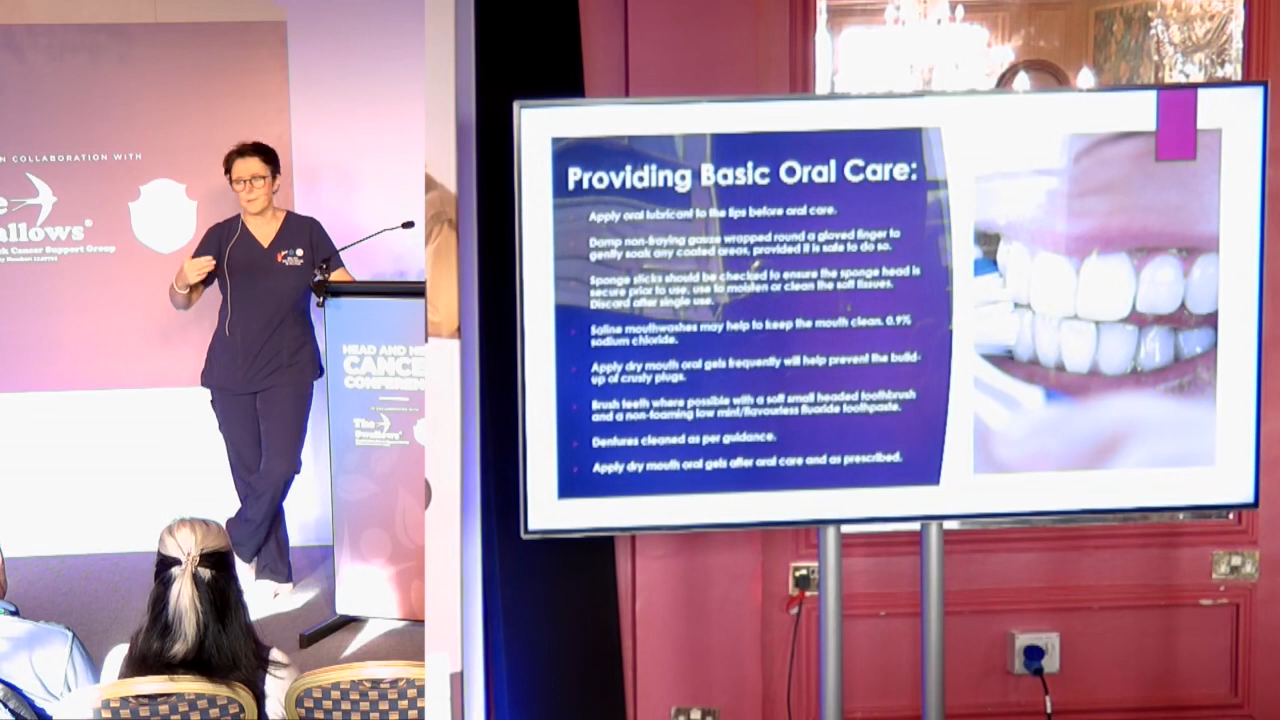 N COLLABORATION WITH
e
allows®
& Cancer Support Group
HEAD AND NE
CANCE
CONFEREN
IN COLLABORATION WITH
The
Swallows®
Providing Basic Oral Care:
Apply oral lubricant to the lips before oral care.
Damp non-fraying gauze wrapped round a gloved finger to
gently soak any coated areas, provided it is safe to do so.
Sponge sticks should be checked to ensure the sponge head is
secure prior to use, use to moisten or clean the soft tissues.
Discard after single use.
Saline mouthwashes may help to keep the mouth clean. 0.9%
sodium chloride.
Apply dry mouth oral gels frequently will help prevent the build-
up of crusty plugs.
Brush teeth where possible with a soft small headed toothbrush
and a non-foaming low mint/flavourless fluoride toothpaste.
Dentures cleaned as per guidance.
Apply dry mouth oral gels after oral care and as prescribed.